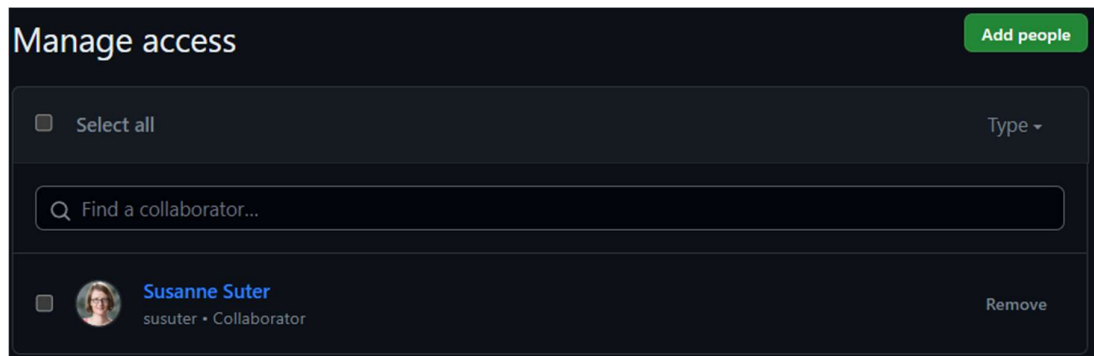 Manage access
Add people
Select all
Type
Find a collaborator...
Susanne Suter
susuter • Collaborator
Remove